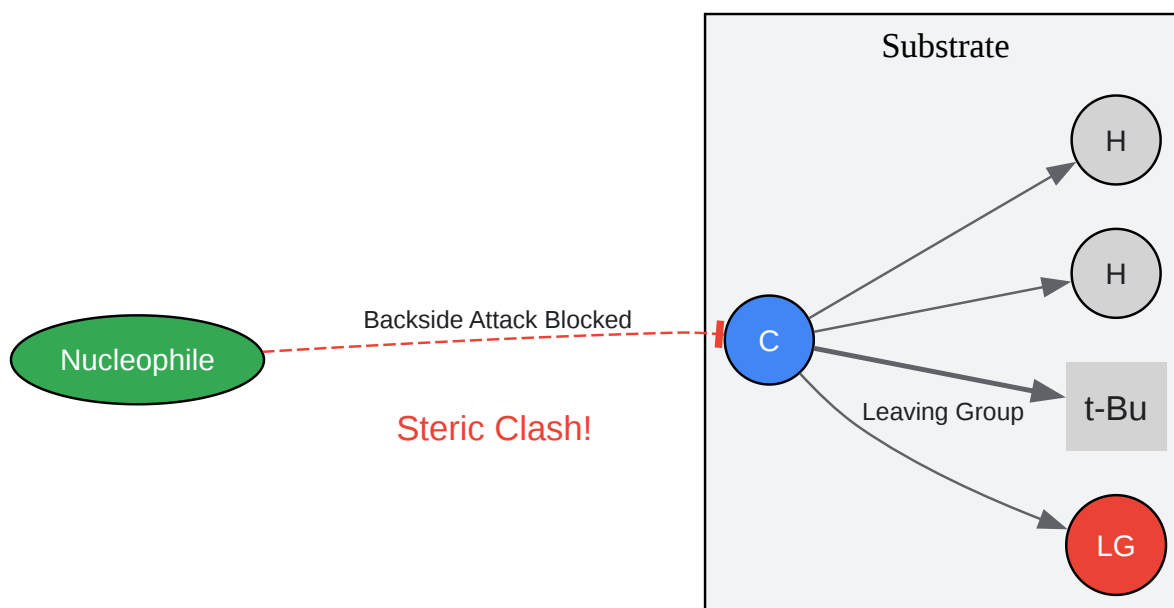 Substrate
H
H
Backside Attack Blocked
C
Nucleophile
t-Bu
Leaving Group
Steric Clash!
LG